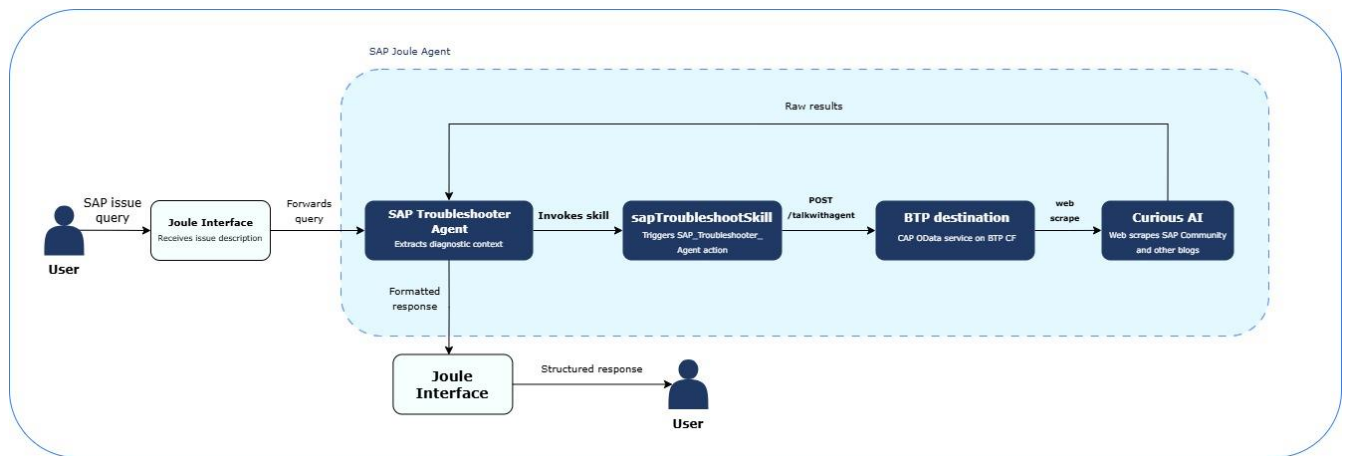 SAP Joule Agent
Raw results
SAP issue
query
Joule Interface
Receives issue description
User
Forwards
query
SAP Troubleshooter
Agent
Extracts diagnostic context
Invokes skill
sapTroubleshootSkill
Triggers SAP_Troubleshooter_
Agent action
POST
/talkwithagent
BTP destination
CAP OData service on BTP CF
web
scrape
Curious AI
Web scrapes SAP Community
and other blogs
Formatted
response
Joule
Interface
Structured response
User